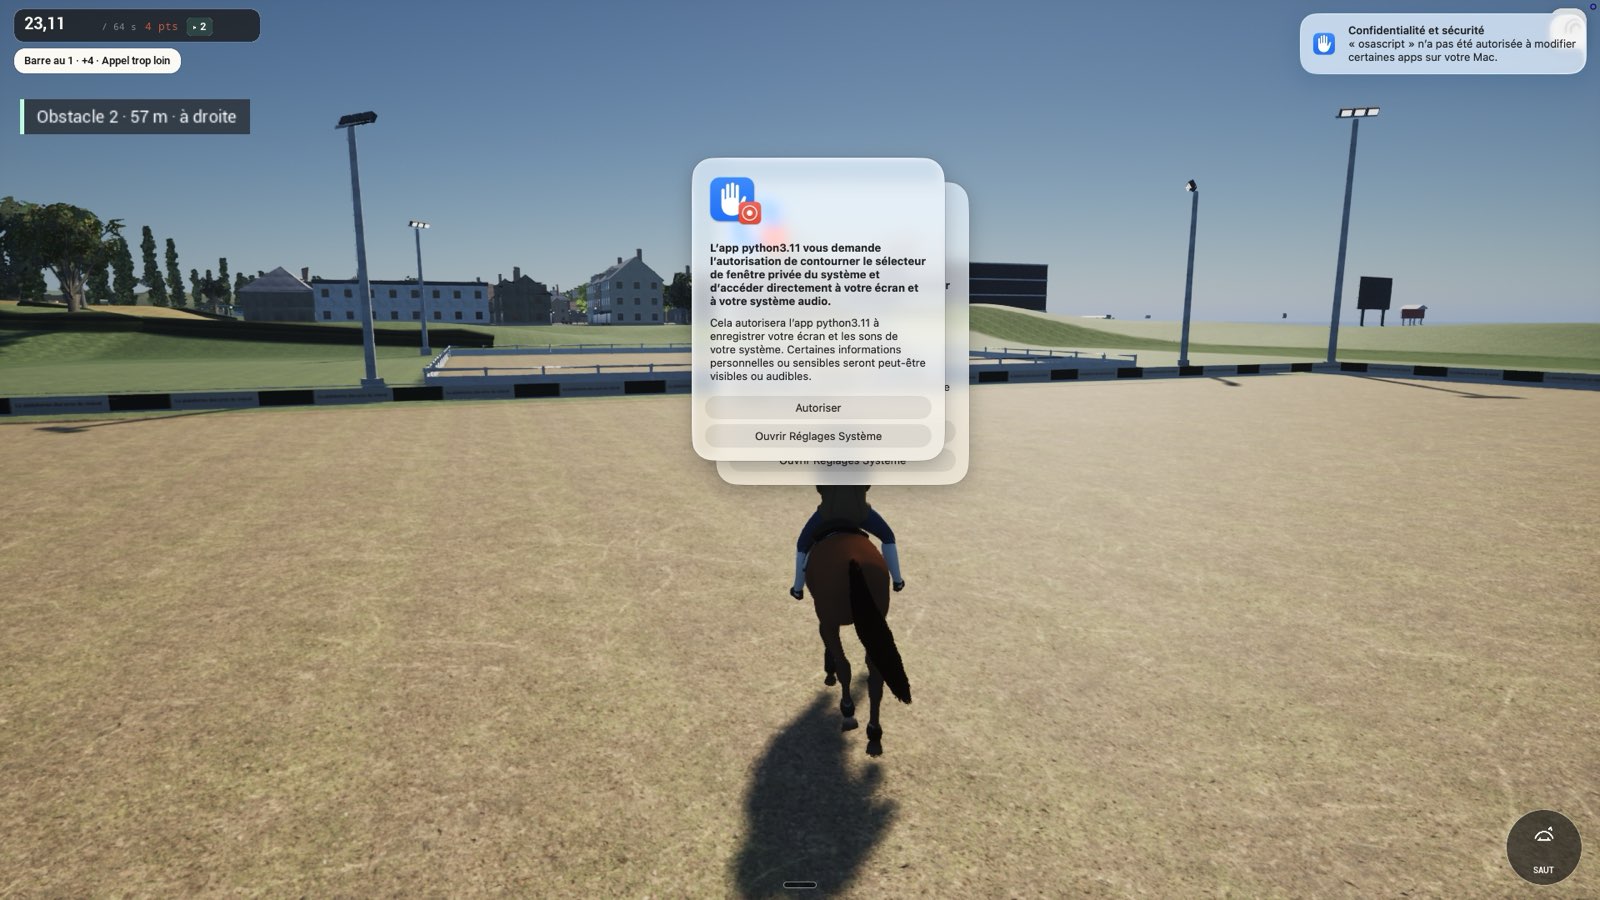 23,11 / 64 s 4 pts ▸ 2
Barre au 1 · +4 · Appel trop loin
Obstacle 2 · 57 m · à droite
Confidentialité et sécurité
« osascript » n’a pas été autorisée à modifier
certaines apps sur votre Mac.
L’app python3.11 vous demande
l’autorisation de contourner le sélecteur
de fenêtre privée du système et
d’accéder directement à votre écran et
à votre système audio.
Cela autorisera l’app python3.11 à
enregistrer votre écran et les sons de
votre système. Certaines informations
personnelles ou sensibles seront peut-être
visibles ou audibles.
Autoriser
Ouvrir Réglages Système
Ouvrir Réglages Système
SAUT